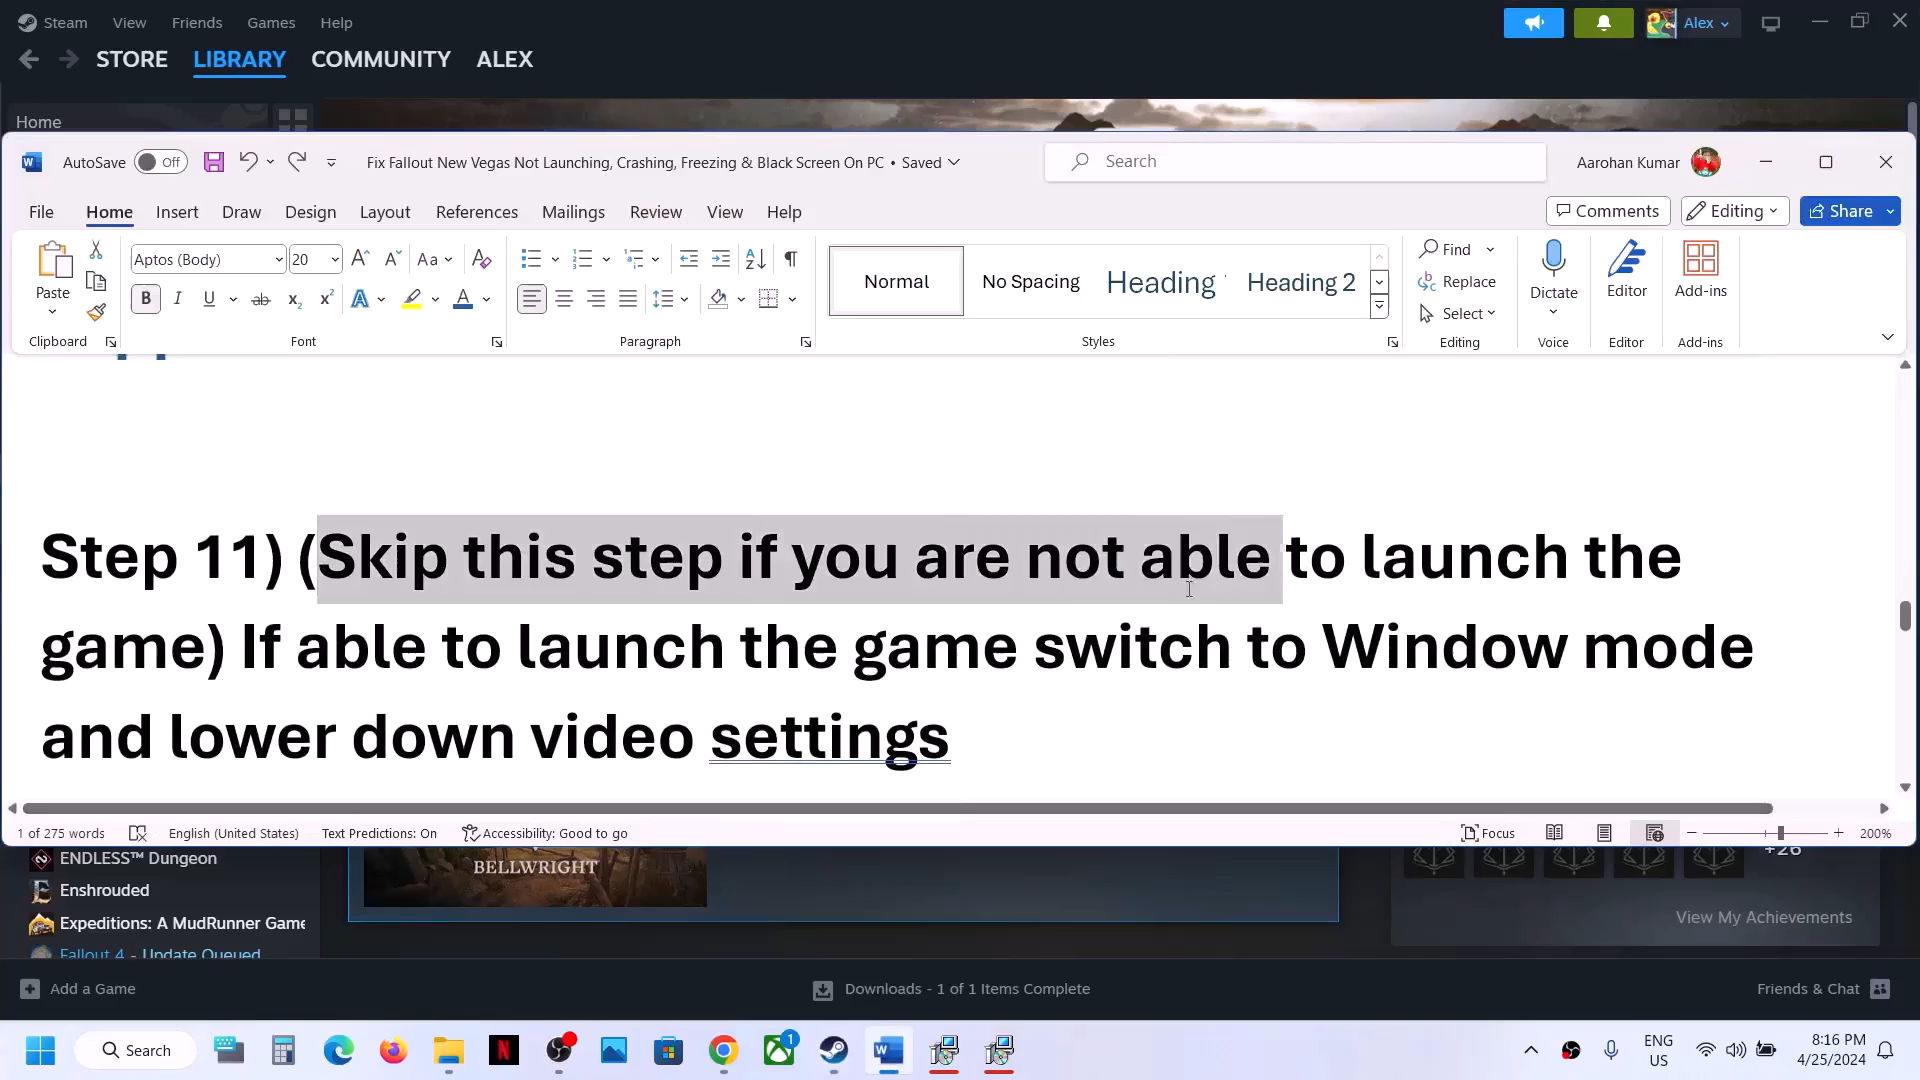 Steam View Friends Games Help Alex
STORE LIBRARY COMMUNITY ALEX
Home
AutoSave Off Fix Fallout New Vegas Not Launching, Crashing, Freezing & Black Screen On PC • Saved Search Aarohan Kumar
File Home Insert Draw Design Layout References Mailings Review View Help Comments Editing Share
Paste Aptos (Body) 20 Normal No Spacing Heading Heading 2 Find Replace Select Dictate Editor Add-ins
Clipboard Font Paragraph Styles Editing Voice Editor Add-ins
Step 11) (Skip this step if you are not able to launch the
game) If able to launch the game switch to Window mode
and lower down video settings
1 of 275 words English (United States) Text Predictions: On Accessibility: Good to go Focus 200%
ENDLESS™ Dungeon BELLWRIGHT +26
Enshrouded
Expeditions: A MudRunner Game View My Achievements
Fallout 4 - Update Queued
Add a Game Downloads - 1 of 1 Items Complete Friends & Chat
Search 1 ENG US 8:16 PM
4/25/2024